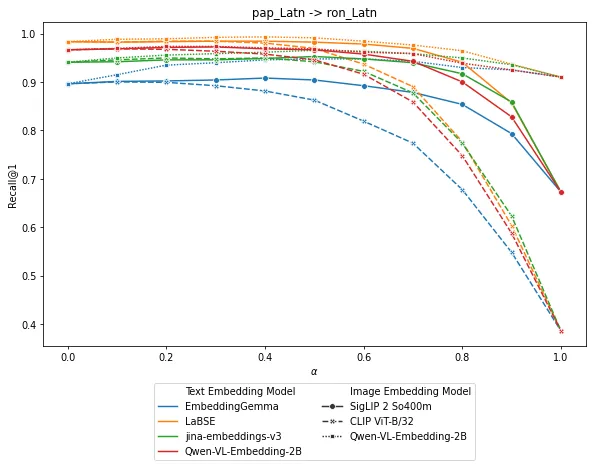 pap_Latn -> ron_Latn
1.0
0.9
0.8
0.7
0.6
0.5
0.4
Recall@1
0.0 0.2 0.4 0.6 0.8 1.0
α
Text Embedding Model Image Embedding Model
EmbeddingGemma SigLIP 2 So400m
LaBSE CLIP ViT-B/32
jina-embeddings-v3 Qwen-VL-Embedding-2B
Qwen-VL-Embedding-2B